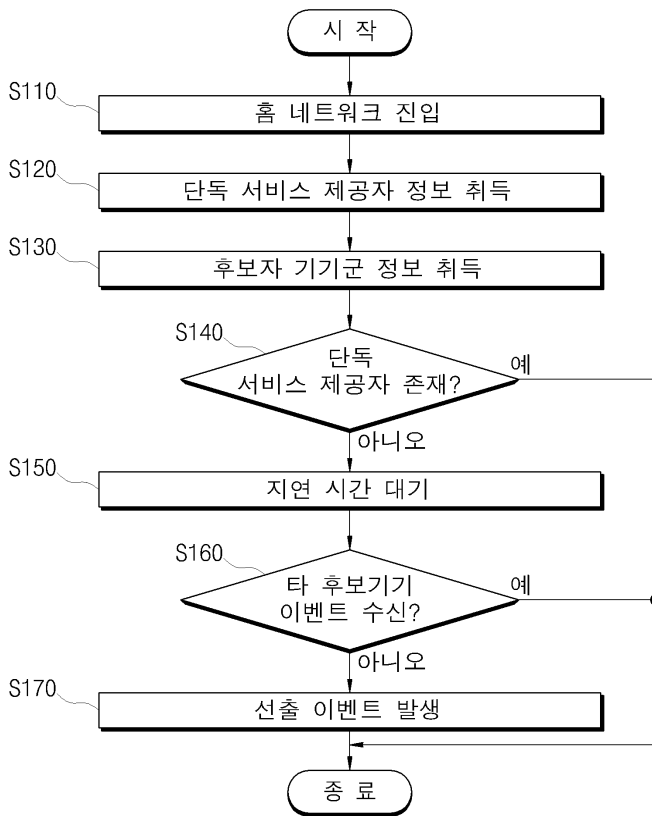 시 작
S110
홈 네트워크 진입
S120
단독 서비스 제공자 정보 취득
S130
후보자 기기군 정보 취득
S140
단독
서비스 제공자 존재?
예
아니오
S150
지연 시간 대기
S160
타 후보기기
이벤트 수신?
예
아니오
S170
선출 이벤트 발생
종 료